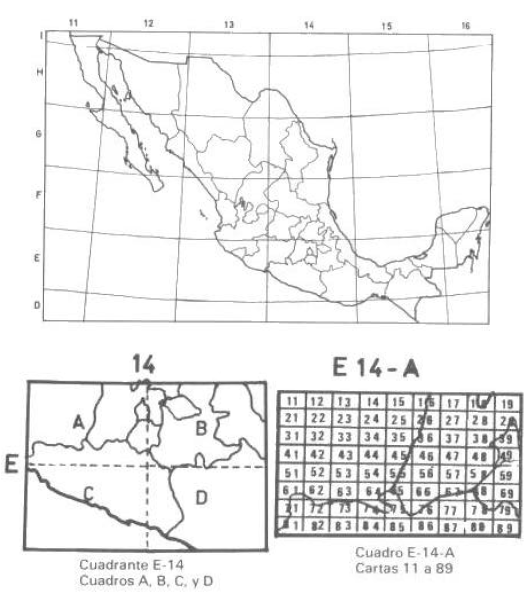 11 12 13 14 15 16
I
H
G
F
E
D
14
A
B
E
C
D
Cuadrante E-14
Cuadros A, B, C, y D
E 14-A
11 12 13 14 15 16 17 18 19
21 22 23 24 25 26 27 28 29
31 32 33 34 35 36 37 38 39
41 42 43 44 45 46 47 48 49
51 52 53 54 55 56 57 58 59
61 62 63 64 65 66 67 68 69
71 72 73 74 75 76 77 78 79
81 82 83 84 85 86 87 88 89
Cuadro E-14-A
Cartas 11 a 89